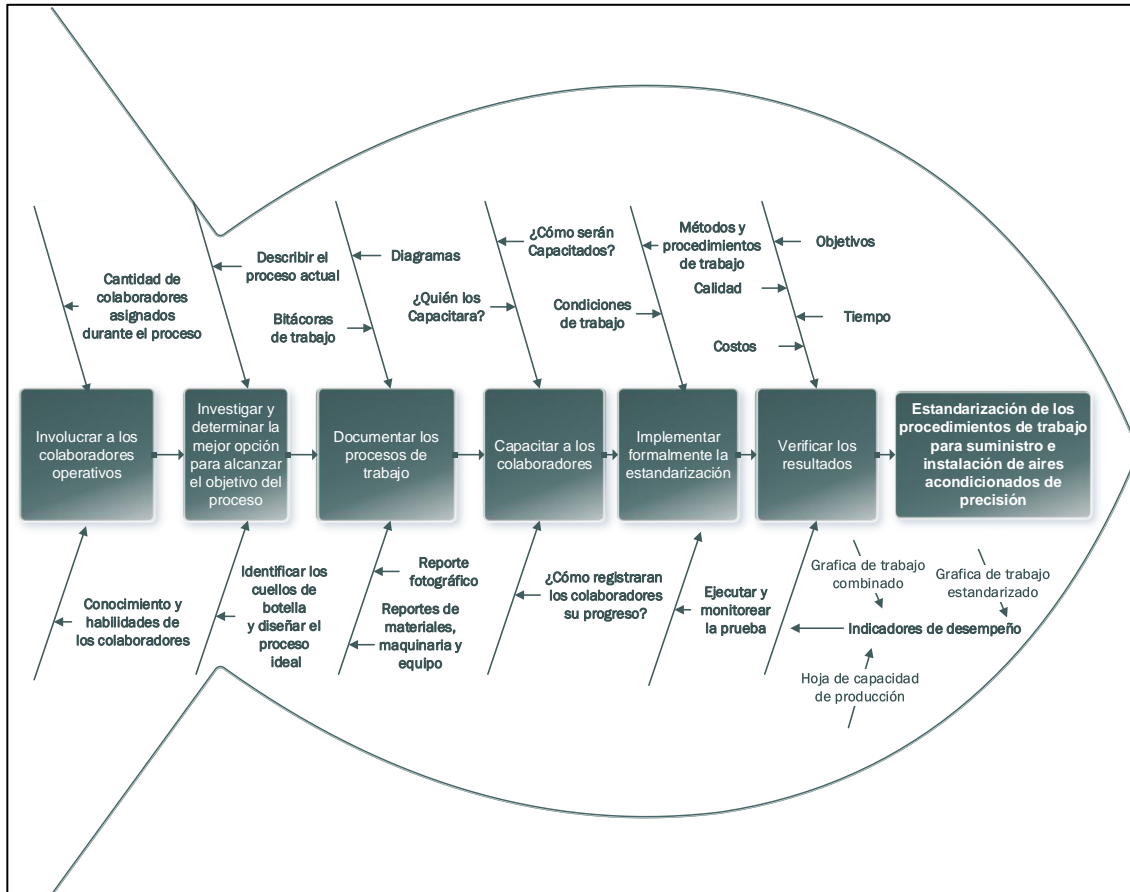 Cantidad de
colaboradores
asignados
durante el proceso
Describir el
proceso actual
Bitácoras
de trabajo
Diagramas
¿Quién los
Capacitara?
¿Cómo serán
Capacitados?
Condiciones
de trabajo
Métodos y
procedimientos
de trabajo
Calidad
Costos
Objetivos
Tiempo
Involucrar a los
colaboradores
operativos
Investigar y
determinar la
mejor opción
para alcanzar
el objetivo del
proceso
Documentar los
procesos de
trabajo
Capacitar a los
colaboradores
Implementar
formalmente la
estandarización
Verificar los
resultados
Estandarización de los
procedimientos de trabajo
para suministro e
instalación de aires
acondicionados de
precisión
Conocimiento y
habilidades de
los colaboradores
Identificar los
cuellos de
botella
y diseñar el
proceso
ideal
Reporte
fotográfico
Reportes de
materiales,
maquinaria y
equipo
¿Cómo registraran
los colaboradores
su progreso?
Ejecutar y
monitorear
la prueba
Grafica de trabajo
combinado
Grafica de trabajo
estandarizado
Indicadores de desempeño
Hoja de capacidad
de producción